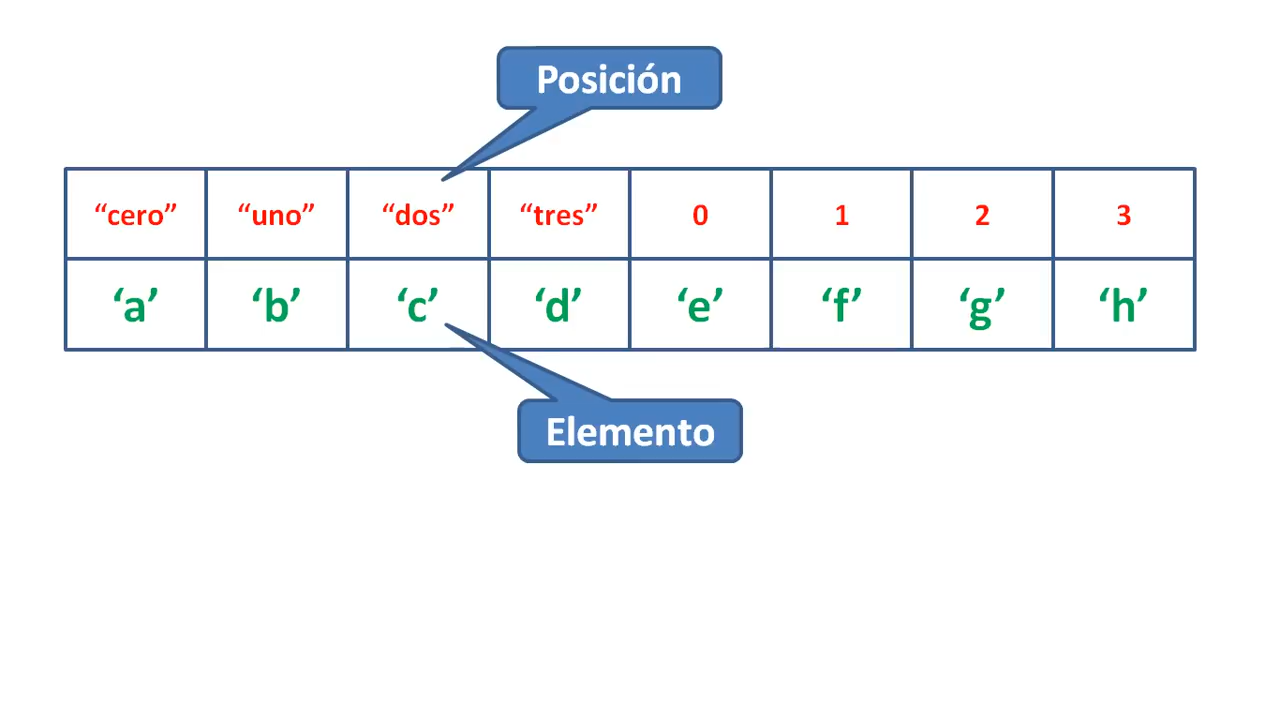 Posición
“cero” “uno” “dos” “tres” 0 1 2 3
‘a’ ‘b’ ‘c’ ‘d’ ‘e’ ‘f’ ‘g’ ‘h’
Elemento